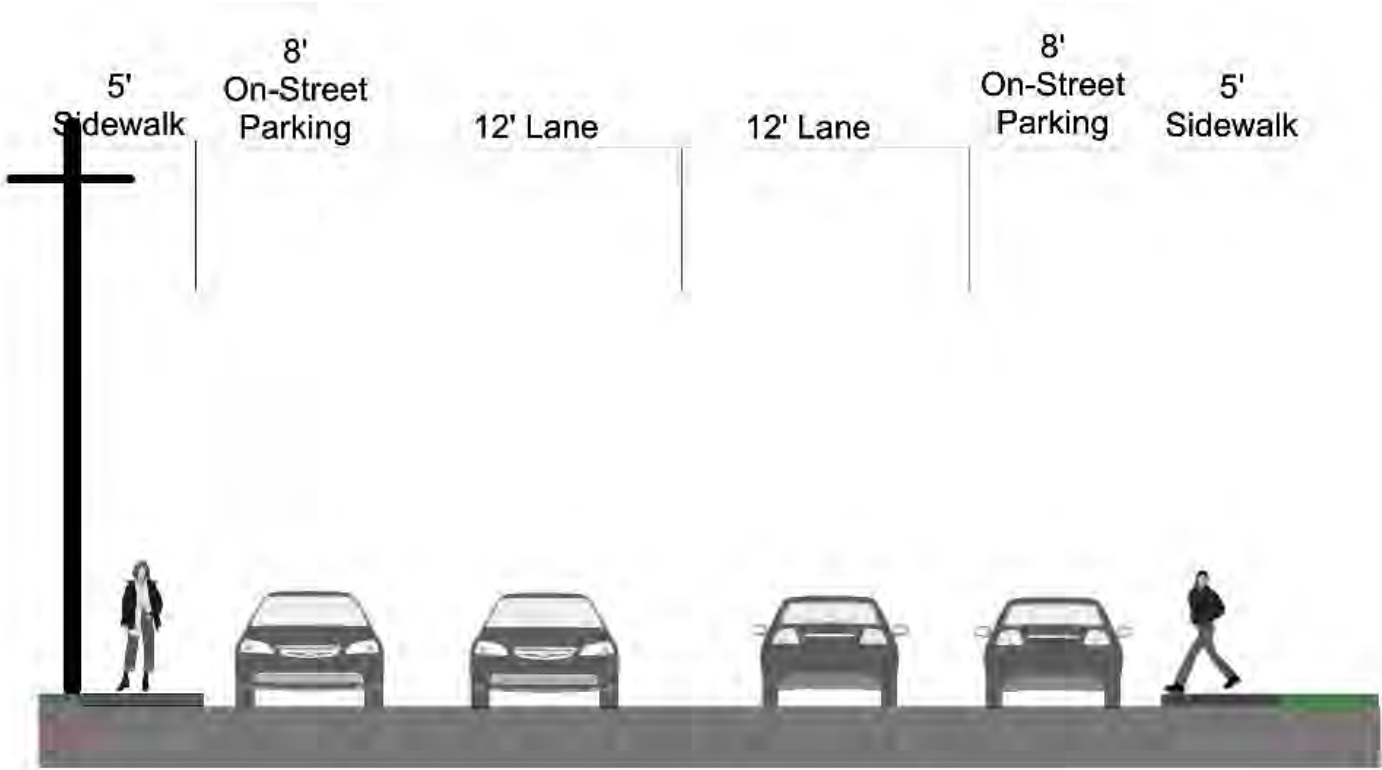 5'
Sidewalk
8'
On-Street
Parking
12' Lane
12' Lane
8'
On-Street
Parking
5'
Sidewalk